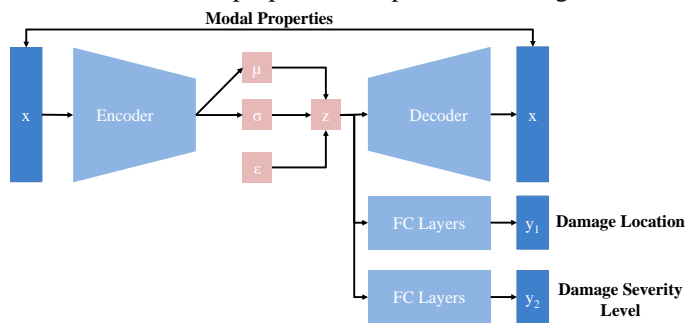 Modal Properties
x
Encoder
μ
σ
ε
z
Decoder
x
FC Layers
y1
Damage Location
FC Layers
y2
Damage Severity
Level